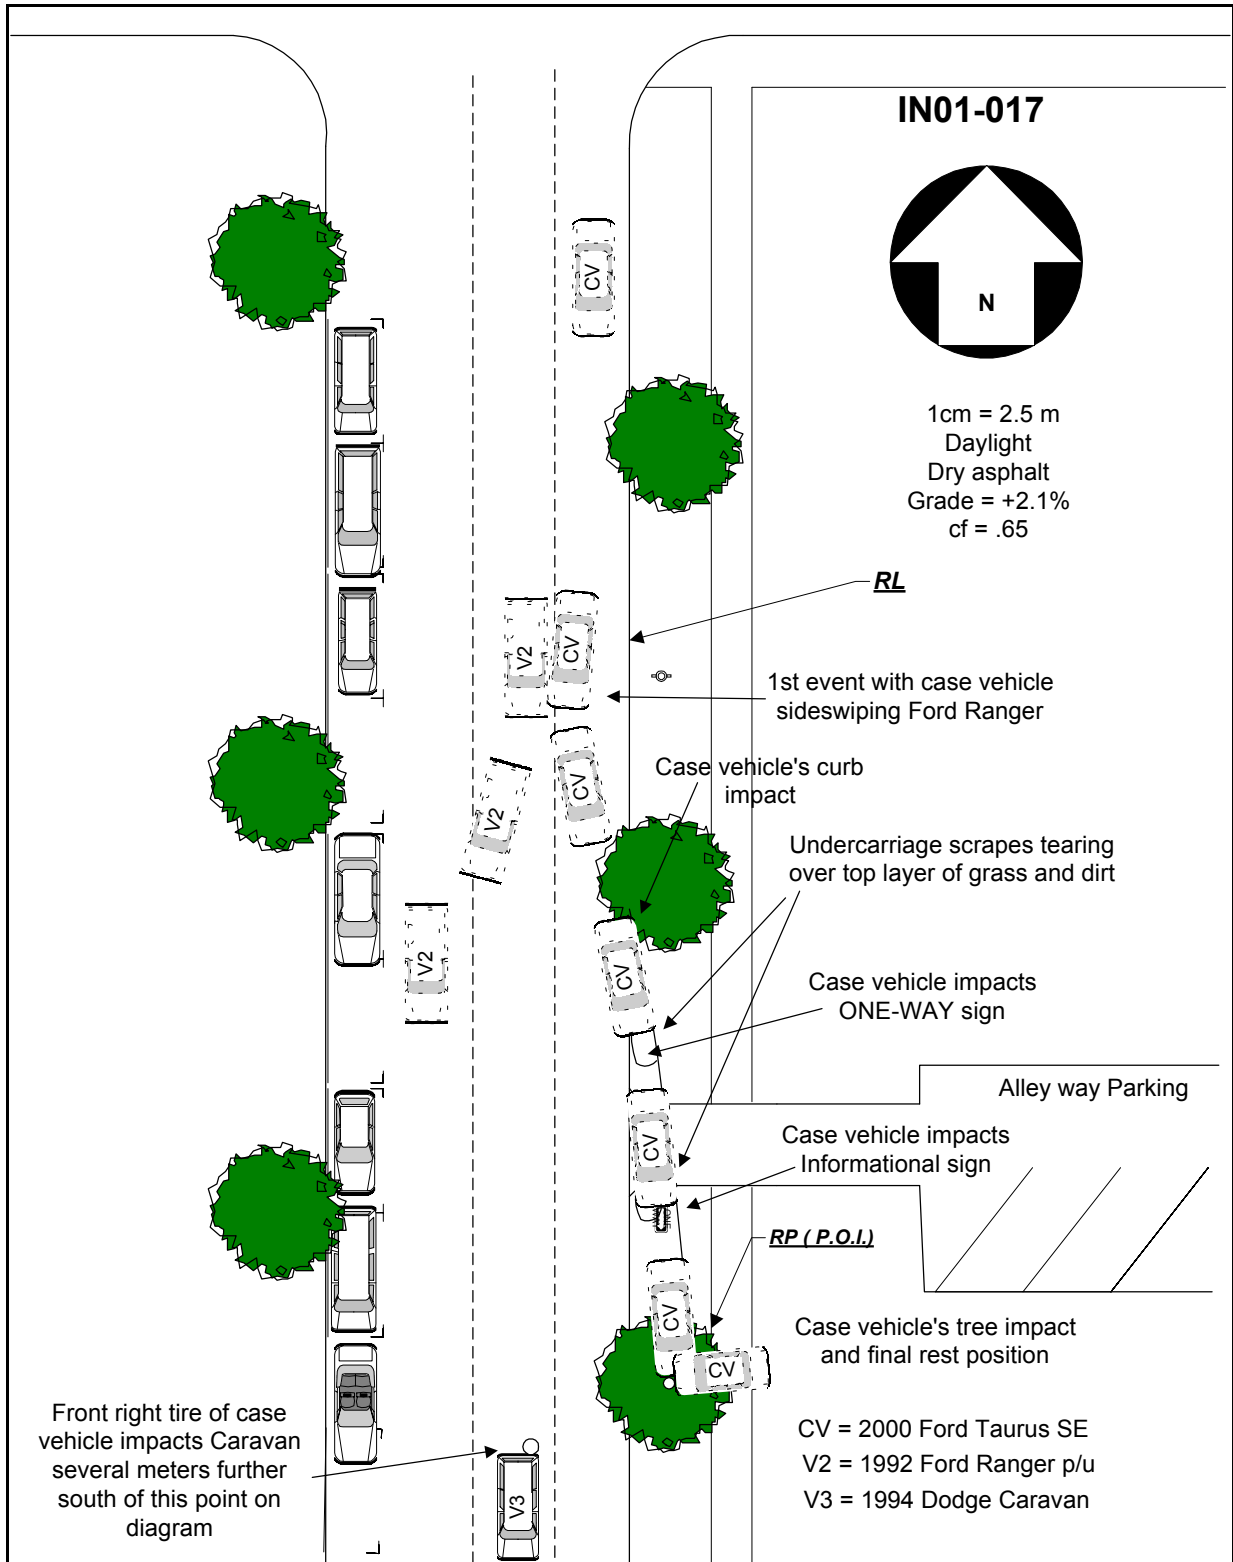 IN01-017
CV
N
1cm = 2.5 m
Daylight
Dry asphalt
Grade = +2.1%
cf = .65
RL
V2
CV
1st event with case vehicle
sideswiping Ford Ranger
Case vehicle's curb
impact
CV
V2
Undercarriage scrapes tearing
over top layer of grass and dirt
V2
CV
Case vehicle impacts
ONE-WAY sign
Alley way Parking
CV
Case vehicle impacts
Informational sign
RP ( P.O.I.)
CV
Case vehicle's tree impact
and final rest position
CV
Front right tire of case
vehicle impacts Caravan
several meters further
south of this point on
diagram
V3
CV = 2000 Ford Taurus SE
V2 = 1992 Ford Ranger p/u
V3 = 1994 Dodge Caravan